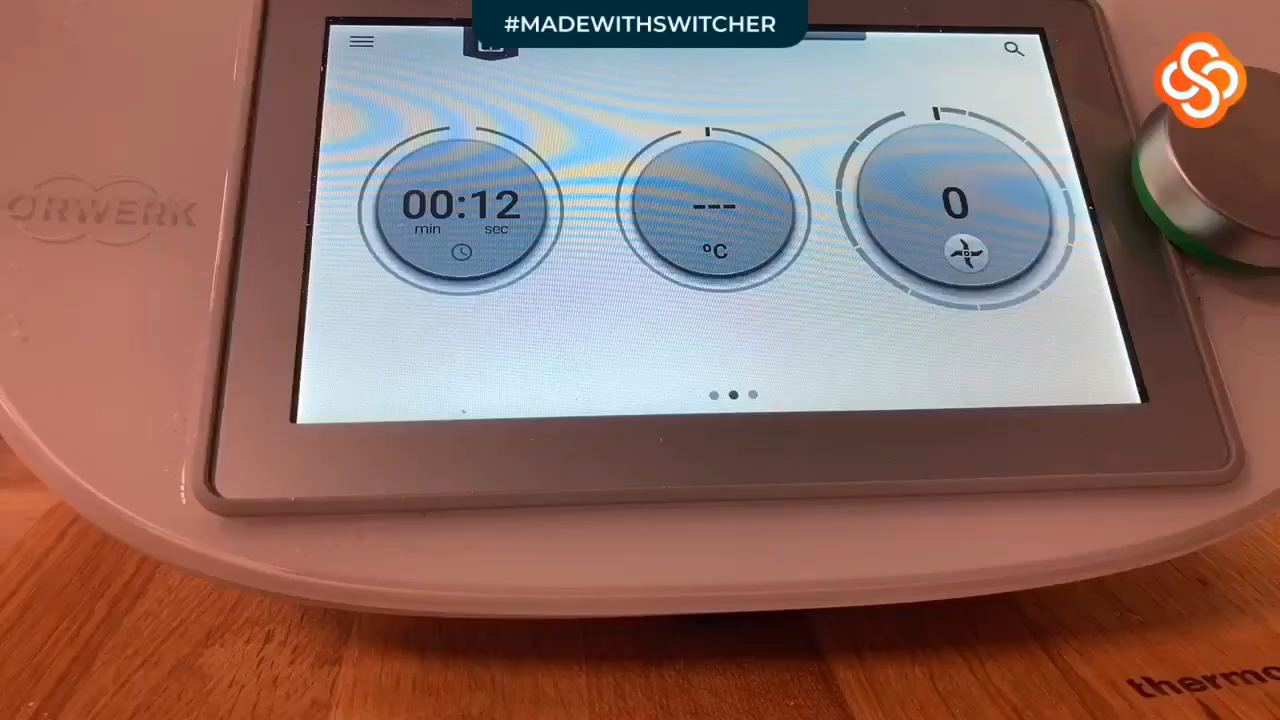 #MADEWITHSWITCHER
00:12
min sec
---
°C
0
ORWERK
thermo